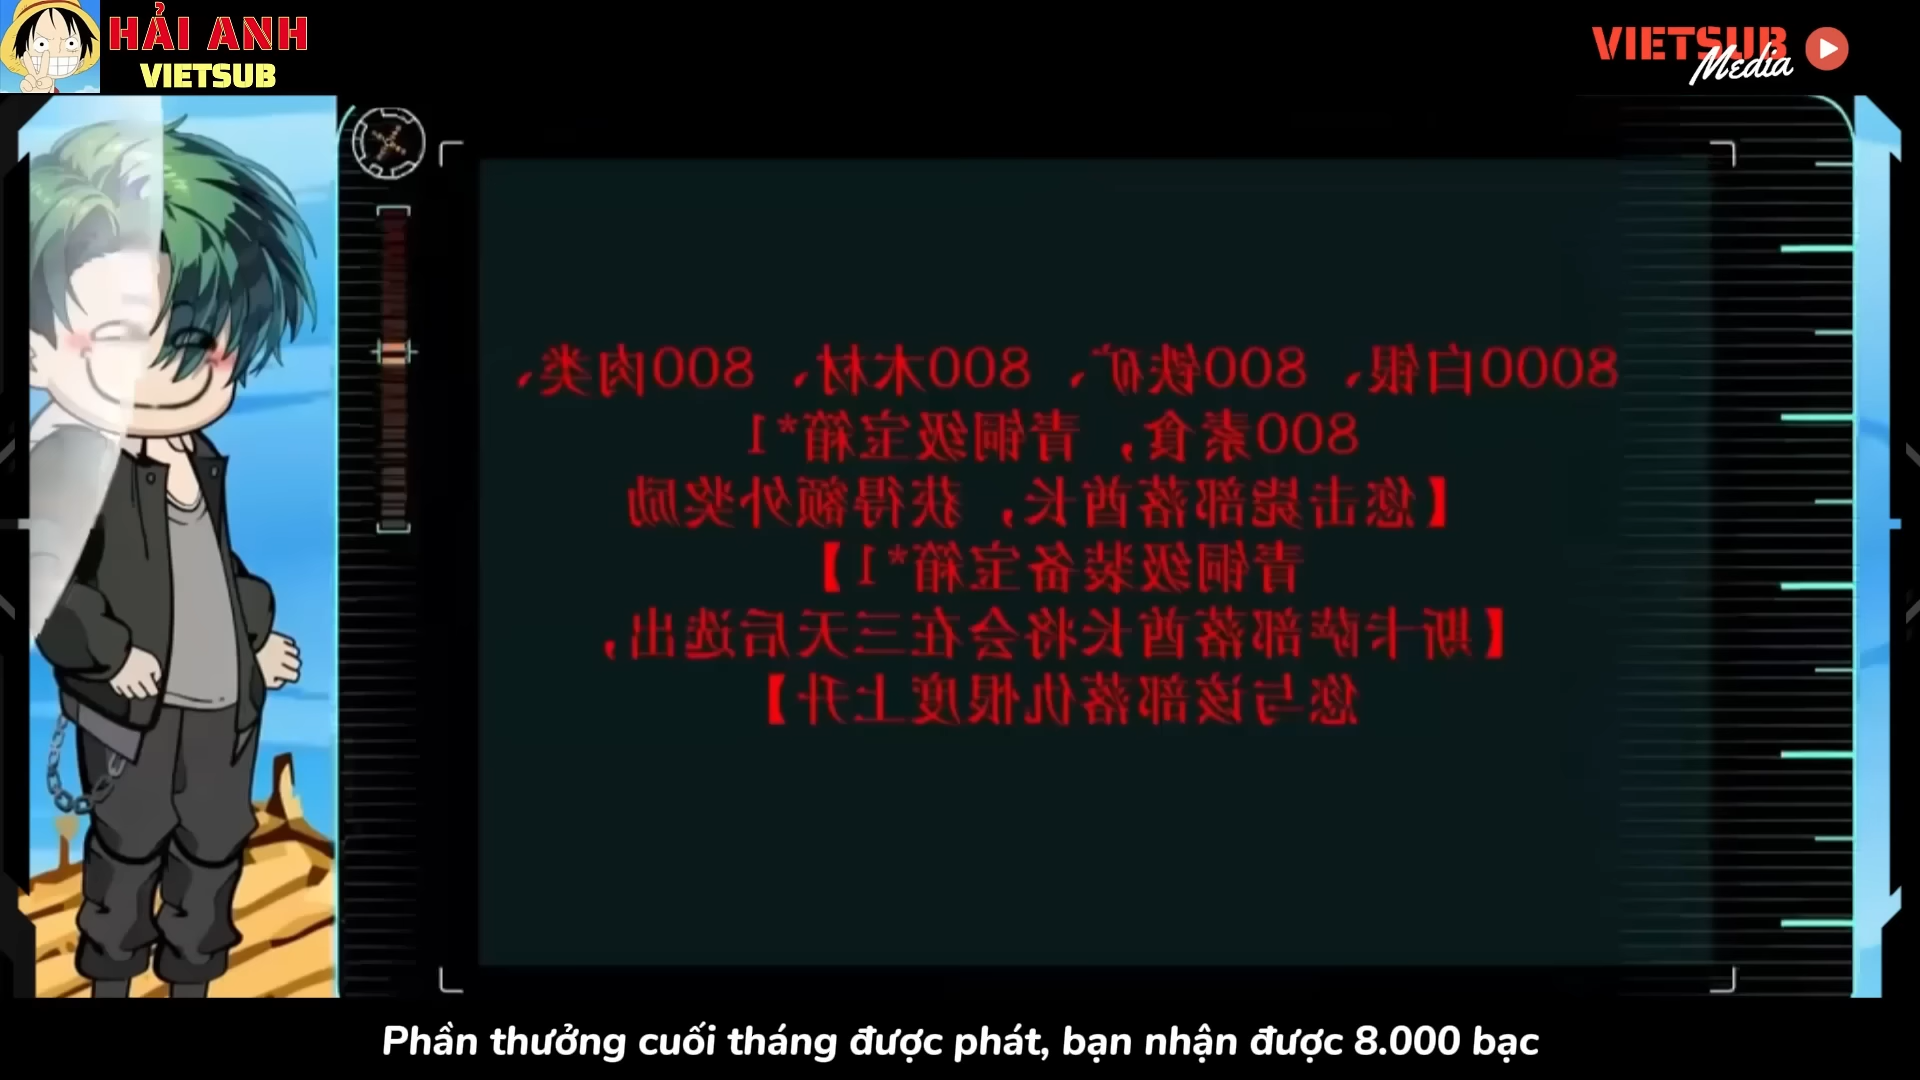 HẢI ANH
VIETSUB
VIETSUB
Media
8000白银、800铁矿、800木材、800肉类、
800素食，青铜级宝箱*1
【您击毙部落酋长，获得额外奖励
青铜级装备宝箱*1】
【斯卡萨部落酋长将会在三天后选出，
您与该部落仇恨度上升】
Phần thưởng cuối tháng được phát, bạn nhận được 8.000 bạc